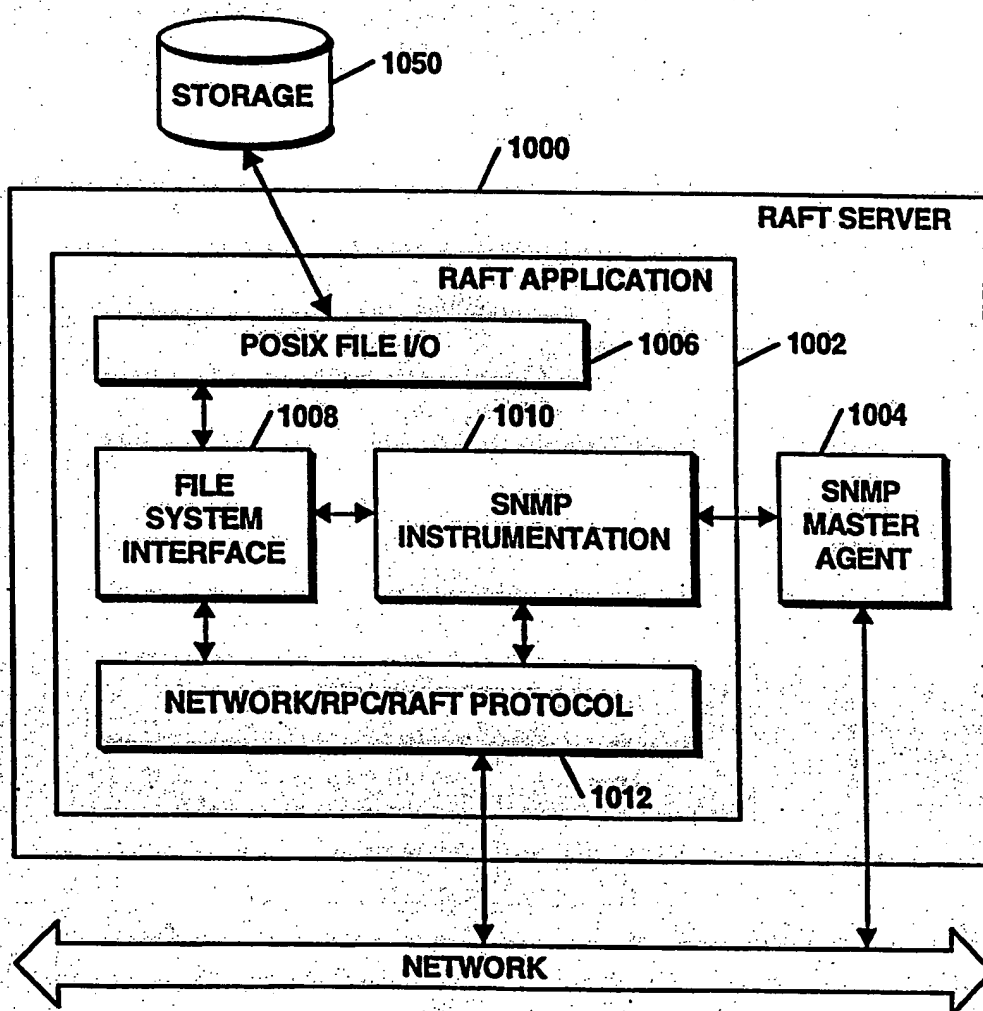 1050
STORAGE
1000
RAFT SERVER
RAFT APPLICATION
POSIX FILE I/O
1006
1002
1008
1010
1004
FILE
SYSTEM
INTERFACE
SNMP
INSTRUMENTATION
SNMP
MASTER
AGENT
NETWORK/RPC/RAFT PROTOCOL
1012
NETWORK